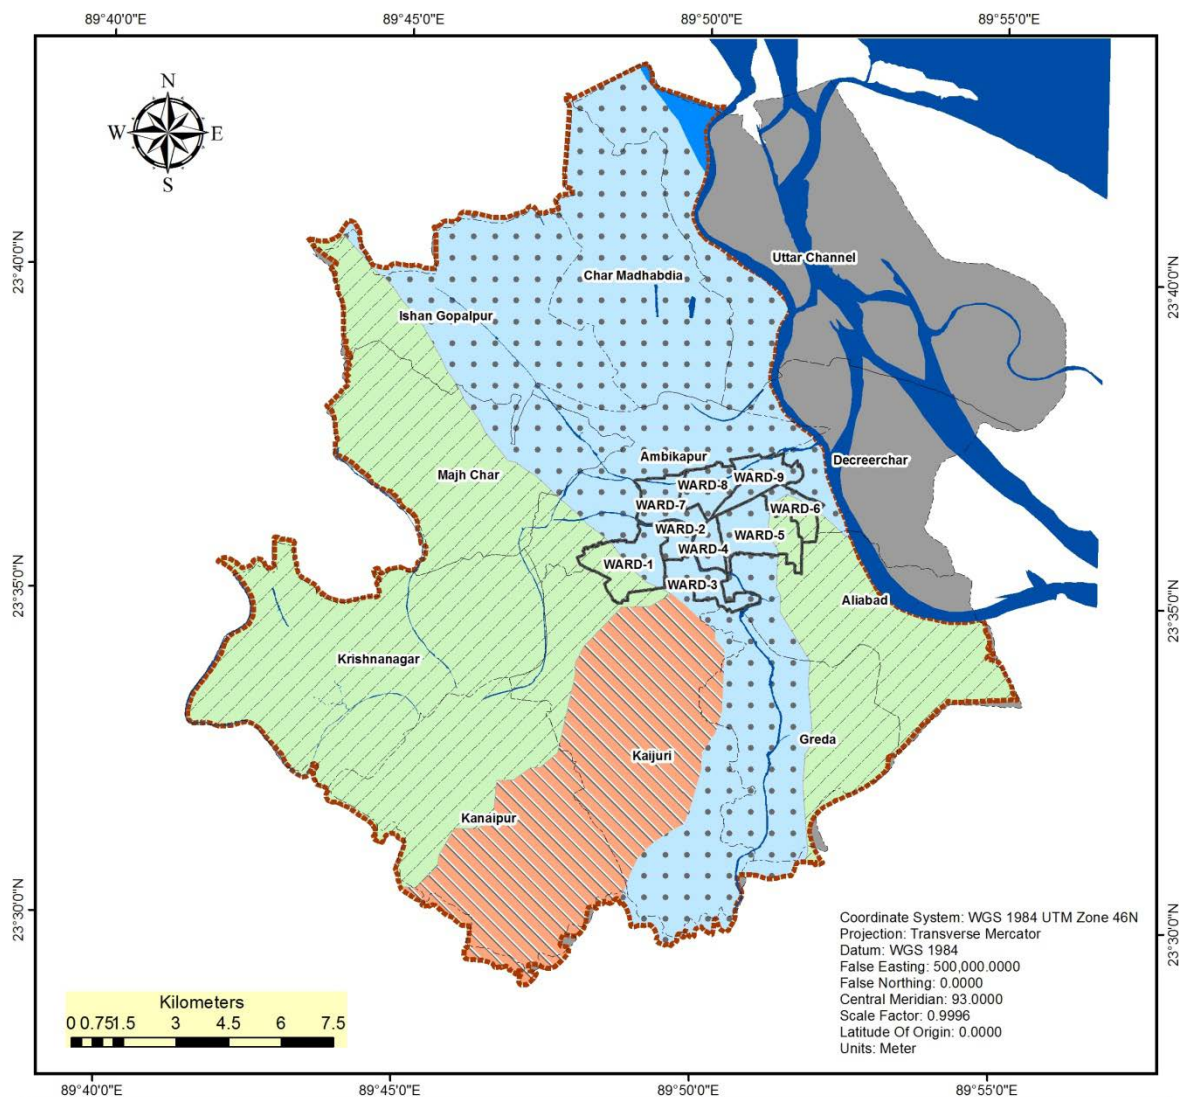 89°40'0"E
89°45'0"E
89°50'0"E
89°55'0"E
N
W
E
S
23°40'0"N
23°40'0"N
Uttar Channel
Char Madhabdia
Ishan Gopalpur
Ambikapur
Decreerchar
Majh Char
WARD-9
WARD-8
WARD-7
WARD-6
WARD-2
WARD-5
WARD-4
WARD-1
WARD-3
23°35'0"N
23°35'0"N
Aliabad
Krishnanagar
Greda
Kaijuri
Kanaipur
23°30'0"N
23°30'0"N
Coordinate System: WGS 1984 UTM Zone 46N
Projection: Transverse Mercator
Datum: WGS 1984
False Easting: 500,000.0000
False Northing: 0.0000
Central Meridian: 93.0000
Scale Factor: 0.9996
Latitude Of Origin: 0.0000
Units: Meter
Kilometers
0 0.75 1.5 3 4.5 6 7.5
89°40'0"E
89°45'0"E
89°50'0"E
89°55'0"E